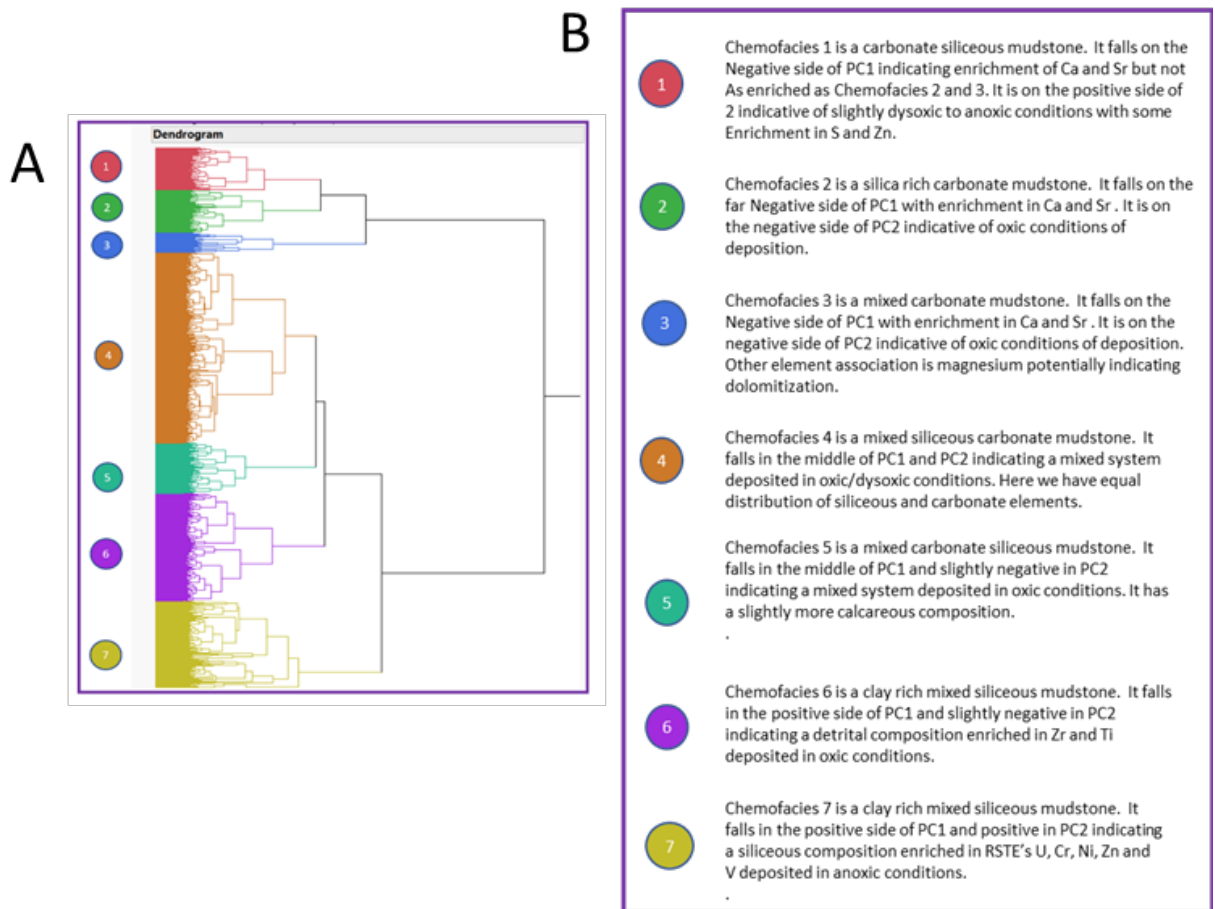 A
Dendrogram
1
2
3
4
5
6
7
B
1
Chemofacies 1 is a carbonate siliceous mudstone. It falls on the
Negative side of PC1 indicating enrichment of Ca and Sr but not
As enriched as Chemofacies 2 and 3. It is on the positive side of
2 indicative of slightly dysoxic to anoxic conditions with some
Enrichment in S and Zn.
2
Chemofacies 2 is a silica rich carbonate mudstone. It falls on the
far Negative side of PC1 with enrichment in Ca and Sr . It is on
the negative side of PC2 indicative of oxic conditions of
deposition.
3
Chemofacies 3 is a mixed carbonate mudstone. It falls on the
Negative side of PC1 with enrichment in Ca and Sr . It is on the
negative side of PC2 indicative of oxic conditions of deposition.
Other element association is magnesium potentially indicating
dolomitization.
4
Chemofacies 4 is a mixed siliceous carbonate mudstone. It
falls in the middle of PC1 and PC2 indicating a mixed system
deposited in oxic/dysoxic conditions. Here we have equal
distribution of siliceous and carbonate elements.
5
Chemofacies 5 is a mixed carbonate siliceous mudstone. It
falls in the middle of PC1 and slightly negative in PC2
indicating a mixed system deposited in oxic conditions. It has
a slightly more calcareous composition.
.
6
Chemofacies 6 is a clay rich mixed siliceous mudstone. It falls
in the positive side of PC1 and slightly negative in PC2
indicating a detrital composition enriched in Zr and Ti
deposited in oxic conditions.
7
Chemofacies 7 is a clay rich mixed siliceous mudstone. It
falls in the positive side of PC1 and positive in PC2 indicating
a siliceous composition enriched in RSTE's U, Cr, Ni, Zn and
V deposited in anoxic conditions.
.